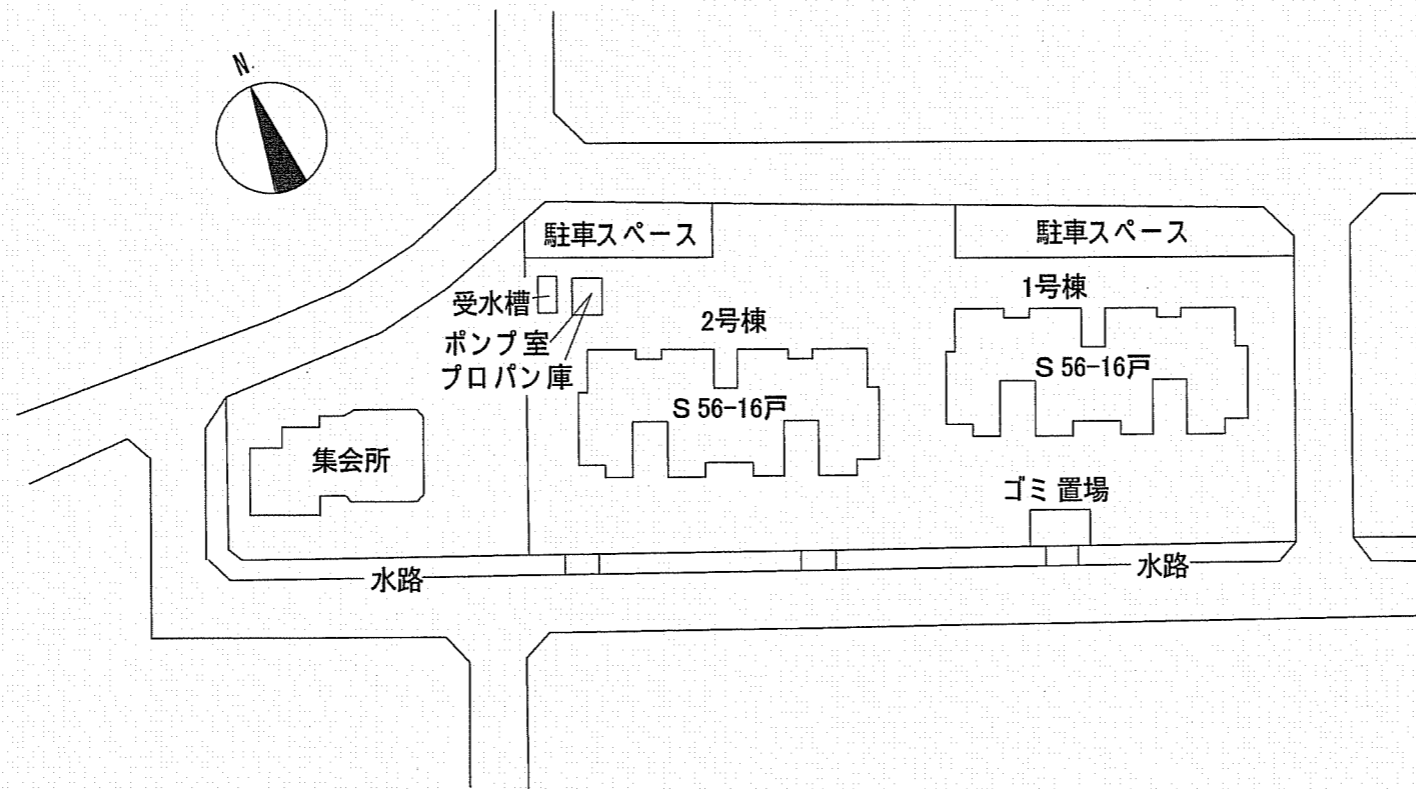 N.
駐車スペース
駐車スペース
1号棟
受水槽
2号棟
ポンプ室
プロパン庫
S 56-16戸
S 56-16戸
集会所
ゴミ置場
水路
水路